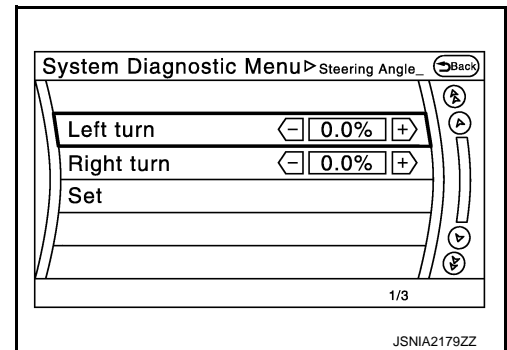 System Diagnostic Menu▷Steering Angle_ Back
Left turn − 0.0% +
Right turn − 0.0% +
Set
1/3
JSNIA2179ZZ